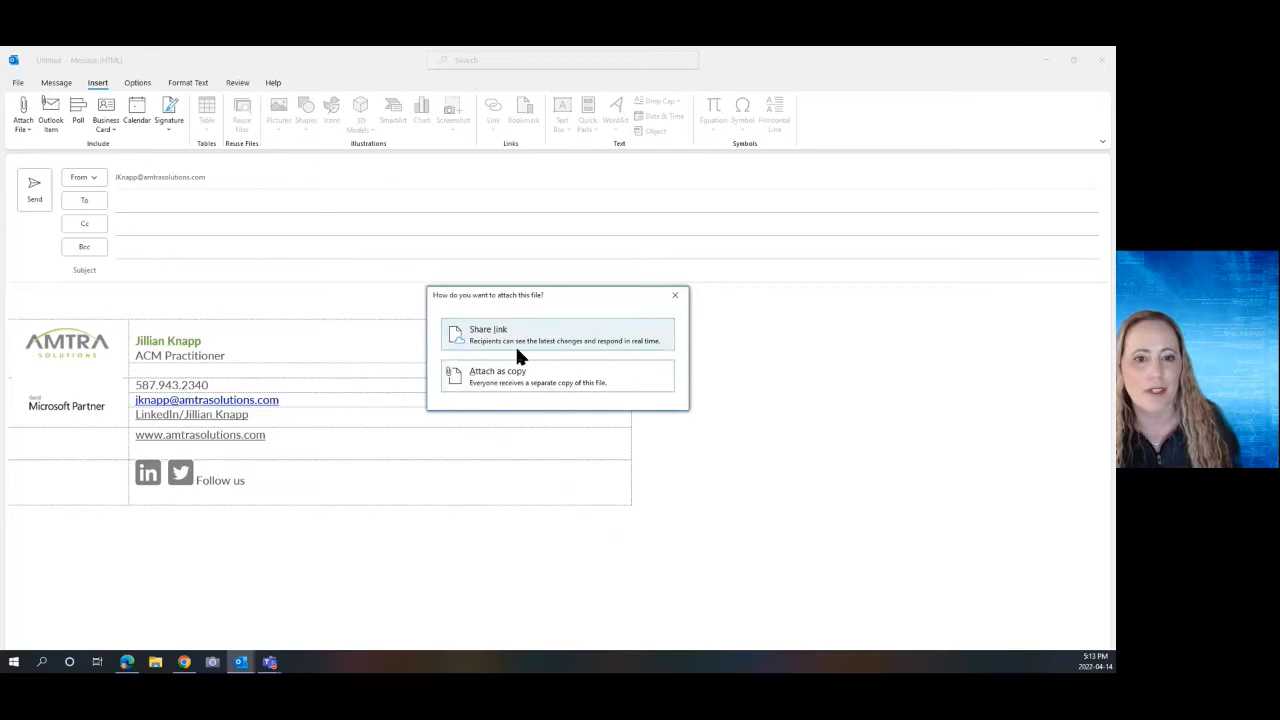 Untitled - Message (HTML)
Search
File Message Insert Options Format Text Review Help
Attach File
Outlook Item
Poll
Business Card
Calendar
Signature
Table
Reuse Files
Pictures
Shapes
Icons
3D Models
SmartArt
Chart
Screenshot
Link
Bookmark
Text Box
Quick Parts
WordArt
Drop Cap
Date & Time
Object
Equation
Symbol
Horizontal Line
Include Tables Reuse Files Illustrations Links Text Symbols
Send
From JKnapp@amtrasolutions.com
To
Cc
Bcc
Subject
How do you want to attach this file?
Share link
Recipients can see the latest changes and respond in real time.
Attach as copy
Everyone receives a separate copy of this file.
AMTRA
SOLUTIONS
Jillian Knapp
ACM Practitioner
587.943.2340
Gold
Microsoft Partner
jknapp@amtrasolutions.com
LinkedIn/Jillian Knapp
www.amtrasolutions.com
in Follow us
5:13 PM
2022-04-14